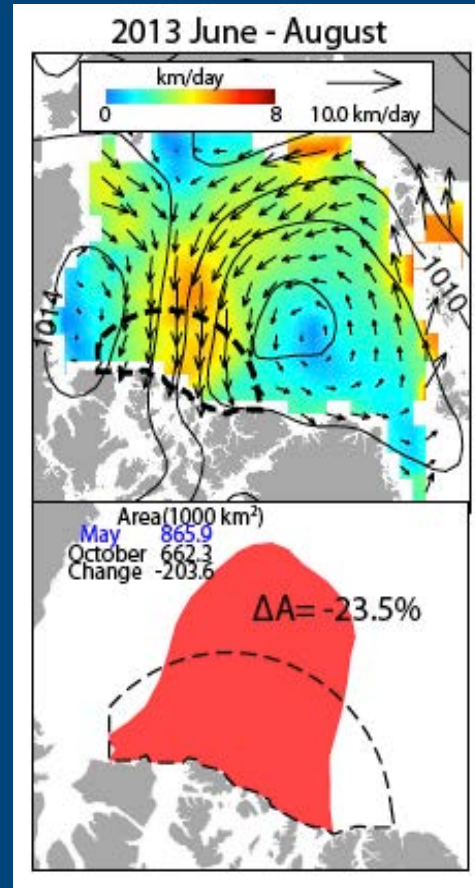 2013 June - August
km/day
0 8
10.0 km/day
1014
1010
Area(1000 km²)
May 865.9
October 662.3
Change -203.6
ΔA= -23.5%